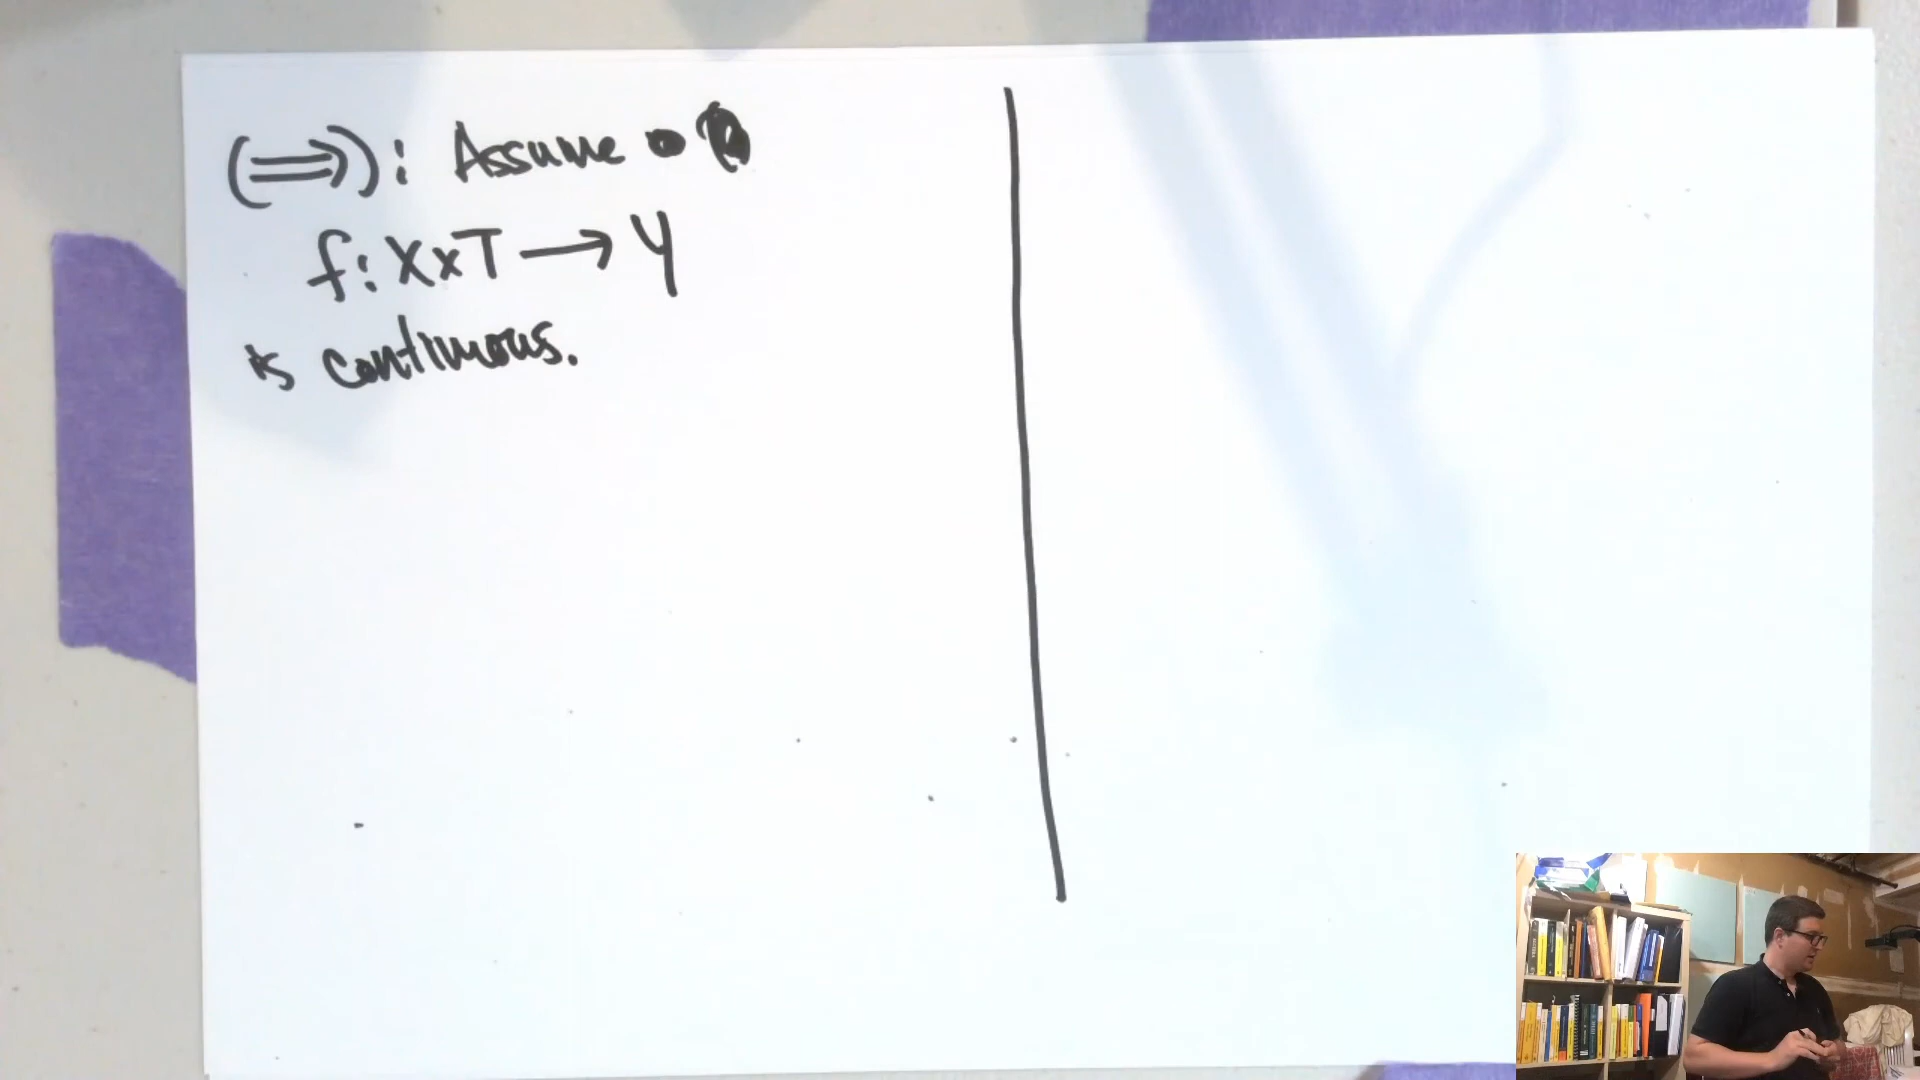 (⟹): Assume
f: X×T ⟶ Y
is continuous.